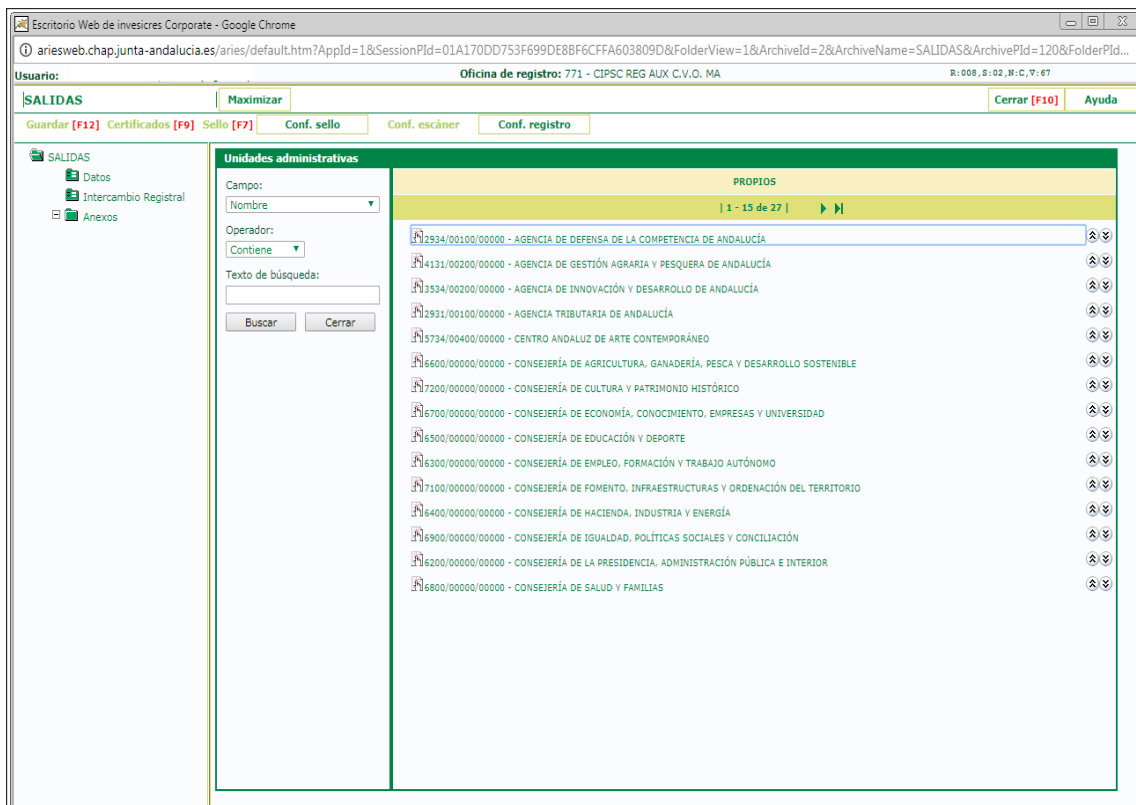 Escritorio Web de invesicres Corporate - Google Chrome
ariesweb.chap.junta-andalucia.es/aries/default.htm?AppId=1&SessionPId=01A170DD753F699DE8BF6CFFA603809D&FolderView=1&ArchiveId=2&ArchiveName=SALIDAS&ArchivePId=120&FolderPId...
Usuario: Oficina de registro: 771 - CIPSC REG AUX C.V.O. MA R:008,S:02,N:C,V:67
SALIDAS Maximizar Cerrar [F10] Ayuda
Guardar [F12] Certificados [F9] Sello [F7] Conf. sello Conf. escáner Conf. registro
SALIDAS
Datos
Intercambio Registral
Anexos
Unidades administrativas
Campo:
Nombre
Operador:
Contiene
Texto de búsqueda:
Buscar Cerrar
PROPIOS
| 1 - 15 de 27 |
2934/00100/00000 - AGENCIA DE DEFENSA DE LA COMPETENCIA DE ANDALUCÍA
4131/00200/00000 - AGENCIA DE GESTIÓN AGRARIA Y PESQUERA DE ANDALUCÍA
3534/00200/00000 - AGENCIA DE INNOVACIÓN Y DESARROLLO DE ANDALUCÍA
2931/00100/00000 - AGENCIA TRIBUTARIA DE ANDALUCÍA
5734/00400/00000 - CENTRO ANDALUZ DE ARTE CONTEMPORÁNEO
6600/00000/00000 - CONSEJERÍA DE AGRICULTURA, GANADERÍA, PESCA Y DESARROLLO SOSTENIBLE
7200/00000/00000 - CONSEJERÍA DE CULTURA Y PATRIMONIO HISTÓRICO
6700/00000/00000 - CONSEJERÍA DE ECONOMÍA, CONOCIMIENTO, EMPRESAS Y UNIVERSIDAD
6500/00000/00000 - CONSEJERÍA DE EDUCACIÓN Y DEPORTE
6300/00000/00000 - CONSEJERÍA DE EMPLEO, FORMACIÓN Y TRABAJO AUTÓNOMO
7100/00000/00000 - CONSEJERÍA DE FOMENTO, INFRAESTRUCTURAS Y ORDENACIÓN DEL TERRITORIO
6400/00000/00000 - CONSEJERÍA DE HACIENDA, INDUSTRIA Y ENERGÍA
6900/00000/00000 - CONSEJERÍA DE IGUALDAD, POLÍTICAS SOCIALES Y CONCILIACIÓN
6200/00000/00000 - CONSEJERÍA DE LA PRESIDENCIA, ADMINISTRACIÓN PÚBLICA E INTERIOR
6800/00000/00000 - CONSEJERÍA DE SALUD Y FAMILIAS